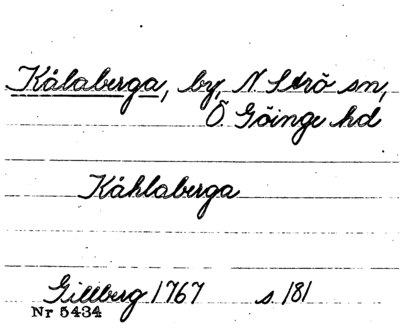 Kålaberga, by, N Strö sn,
Ö Göinge hd
Kåhlaberga
Gillberg 1767 s 181
Nr 5434